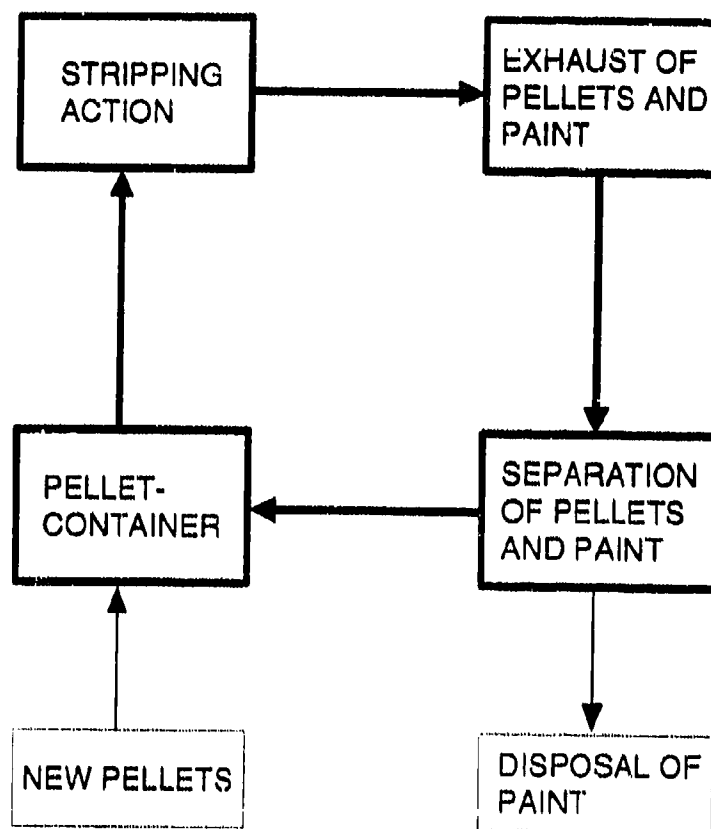 STRIPPING
ACTION
EXHAUST OF
PELLETS AND
PAINT
PELLET-
CONTAINER
SEPARATION
OF PELLETS
AND PAINT
NEW PELLETS
DISPOSAL OF
PAINT